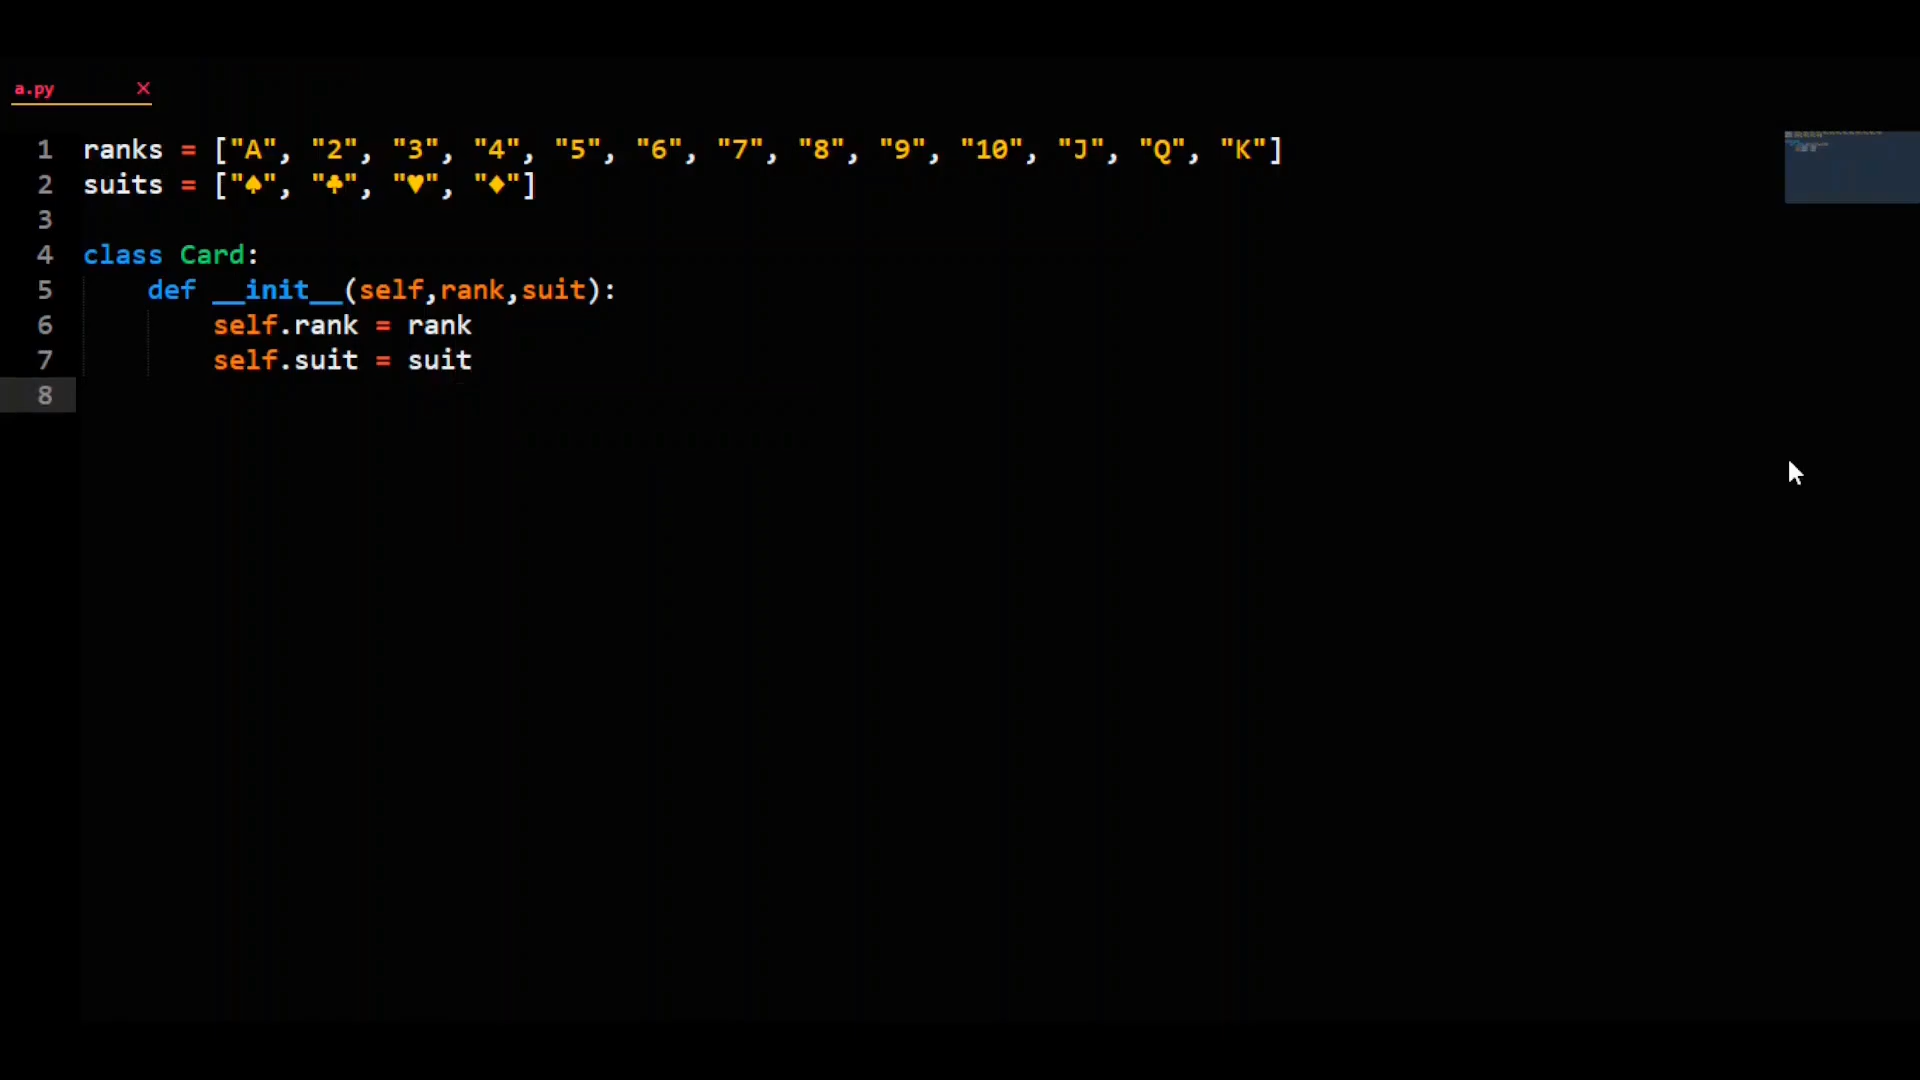 a.py ×
1 ranks = ["A", "2", "3", "4", "5", "6", "7", "8", "9", "10", "J", "Q", "K"]
2 suits = ["♠", "♣", "♥", "♦"]
3
4 class Card:
5     def __init__(self,rank,suit):
6         self.rank = rank
7         self.suit = suit
8